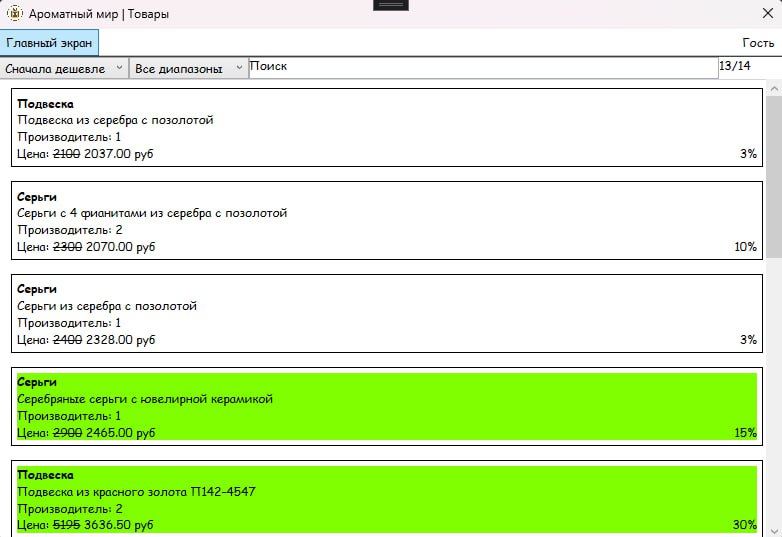 Ароматный мир | Товары
Главный экран
Гость
Сначала дешевле
Все диапазоны
Поиск
13/14
Подвеска
Подвеска из серебра с позолотой
Производитель: 1
Цена: 2100 2037.00 руб
3%
Серьги
Серьги с 4 фианитами из серебра с позолотой
Производитель: 2
Цена: 2300 2070.00 руб
10%
Серьги
Серьги из серебра с позолотой
Производитель: 1
Цена: 2400 2328.00 руб
3%
Серьги
Серебряные серьги с ювелирной керамикой
Производитель: 1
Цена: 2900 2465.00 руб
15%
Подвеска
Подвеска из красного золота П142-4547
Производитель: 2
Цена: 5195 3636.50 руб
30%